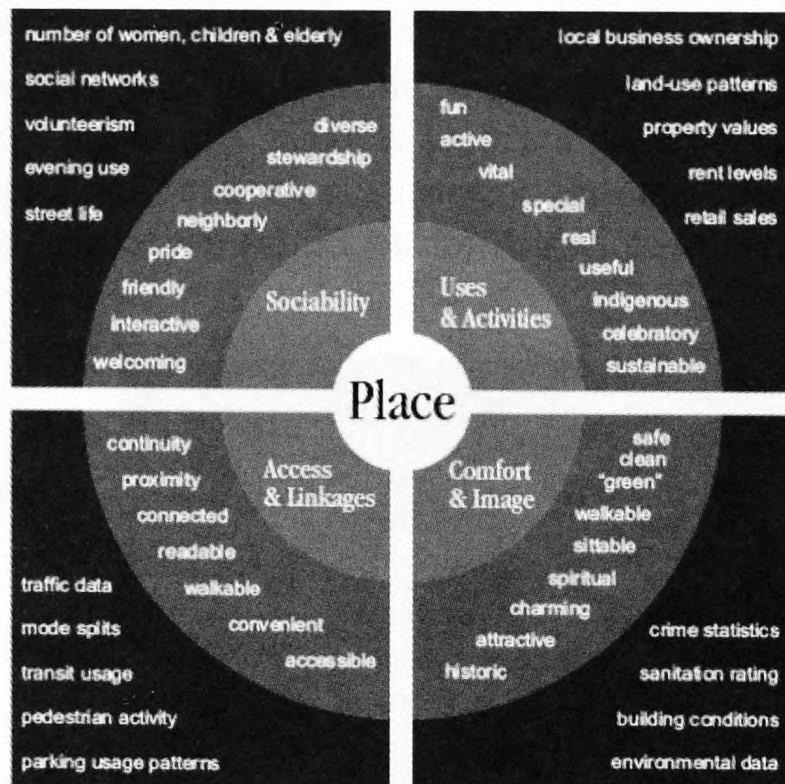 number of women, children & elderly
social networks
volunteerism
evening use
street life
diverse
stewardship
cooperative
neighborly
pride
friendly
interactive
welcoming
Sociability
local business ownership
land-use patterns
property values
rent levels
retail sales
fun
active
vital
special
real
useful
indigenous
celebratory
sustainable
Uses
& Activities
Place
continuity
proximity
connected
readable
walkable
convenient
accessible
Access
& Linkages
traffic data
mode splits
transit usage
pedestrian activity
parking usage patterns
Comfort
& Image
safe
clean
"green"
walkable
sittable
spiritual
charming
attractive
historic
crime statistics
sanitation rating
building conditions
environmental data